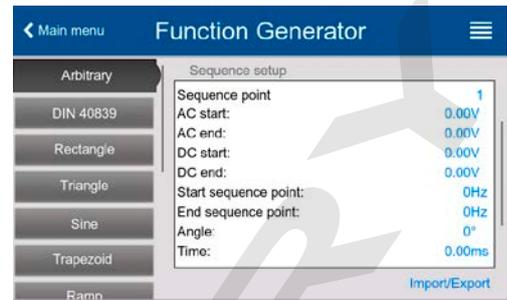 Main menu
Function Generator
Arbitrary
DIN 40839
Rectangle
Triangle
Sine
Trapezoid
Ramp
Sequence setup
Sequence point 1
AC start: 0.00V
AC end: 0.00V
DC start: 0.00V
DC end: 0.00V
Start sequence point: 0Hz
End sequence point: 0Hz
Angle: 0°
Time: 0.00ms
Import/Export